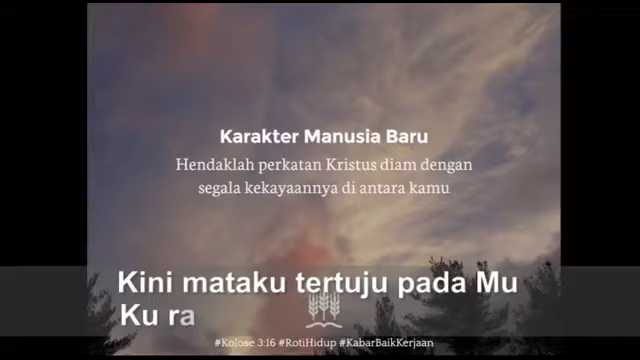 Karakter Manusia Baru
Hendaklah perkatan Kristus diam dengan
segala kekayaannya di antara kamu
Kini mataku tertuju pada Mu
Ku ra
#Kolose 3:16 #RotiHidup #KabarBaikKerjaan